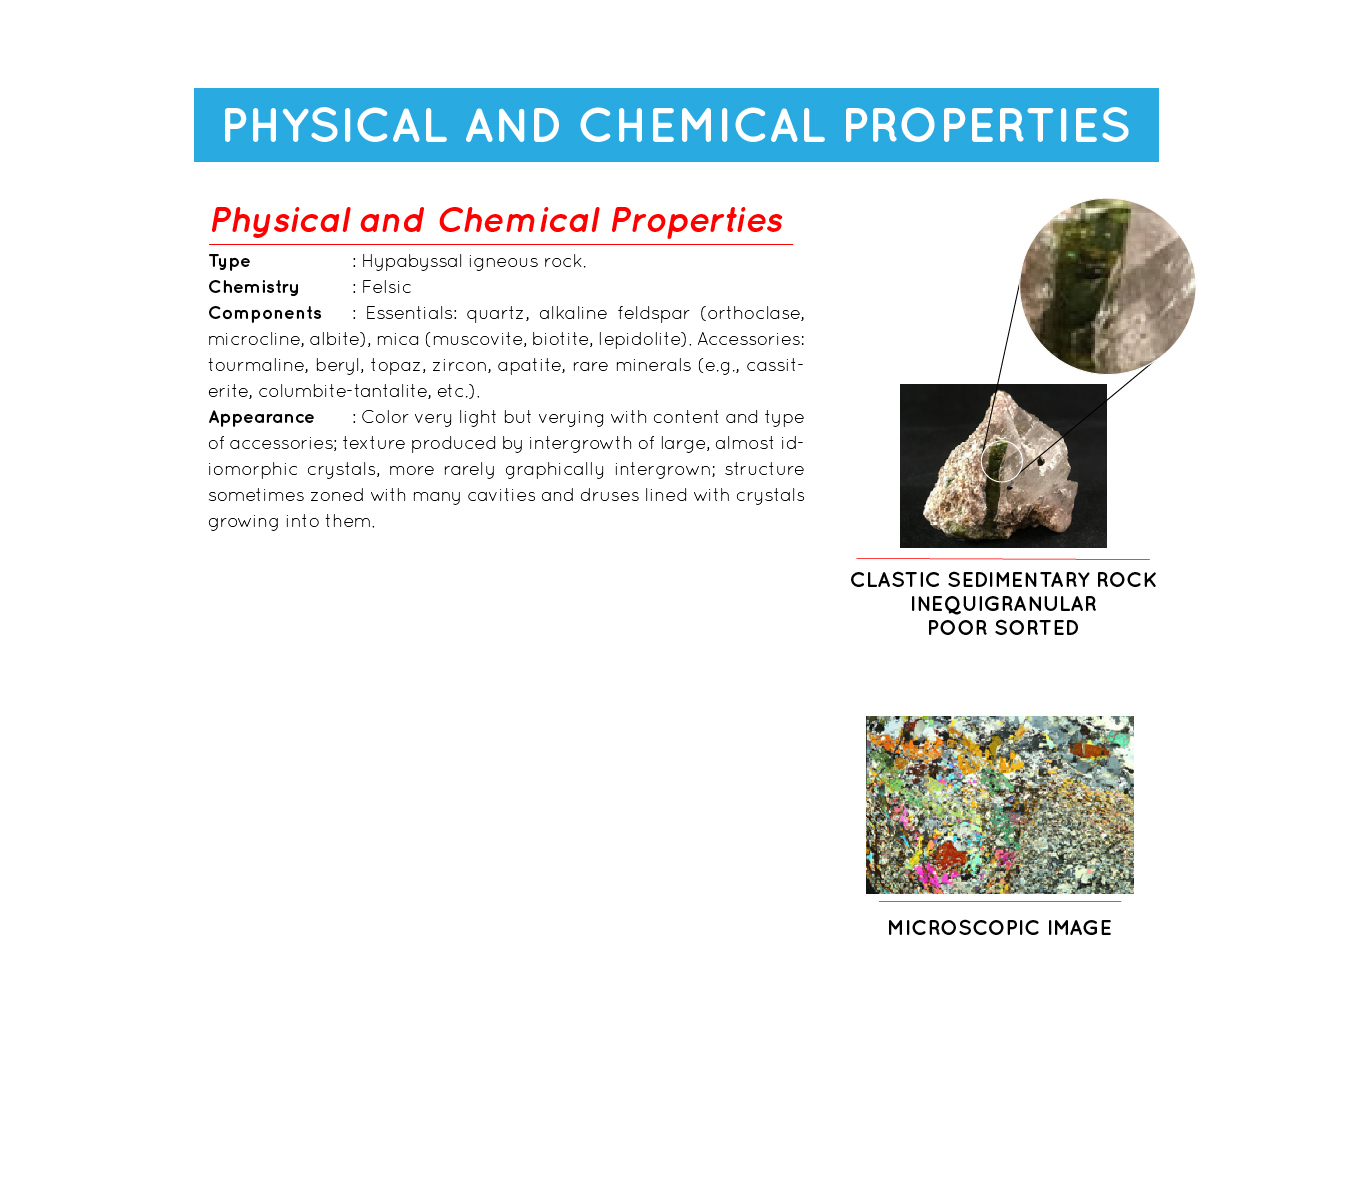 PHYSICAL AND CHEMICAL PROPERTIES
Physical and Chemical Properties
Type : Hypabyssal igneous rock.
Chemistry : Felsic
Components : Essentials: quartz, alkaline feldspar (orthoclase,
microcline, albite), mica (muscovite, biotite, lepidolite). Accessories:
tourmaline, beryl, topaz, zircon, apatite, rare minerals (e.g., cassit-
erite, columbite-tantalite, etc.).
Appearance : Color very light but verying with content and type
of accessories; texture produced by intergrowth of large, almost id-
iomorphic crystals, more rarely graphically intergrown; structure
sometimes zoned with many cavities and druses lined with crystals
growing into them.
CLASTIC SEDIMENTARY ROCK
INEQUIGRANULAR
POOR SORTED
MICROSCOPIC IMAGE